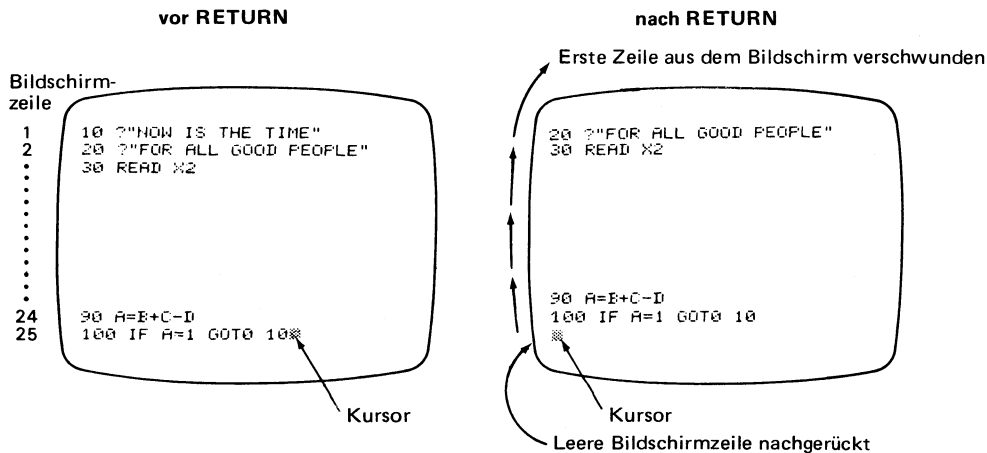 vor RETURN
nach RETURN
Erste Zeile aus dem Bildschirm verschwunden
Bildschirm-
zeile
1 10 ?"NOW IS THE TIME"
2 20 ?"FOR ALL GOOD PEOPLE"
30 READ X2
24 90 A=B+C-D
25 100 IF A=1 GOTO 10
Kursor
20 ?"FOR ALL GOOD PEOPLE"
30 READ X2
90 A=B+C-D
100 IF A=1 GOTO 10
Kursor
Leere Bildschirmzeile nachgerückt